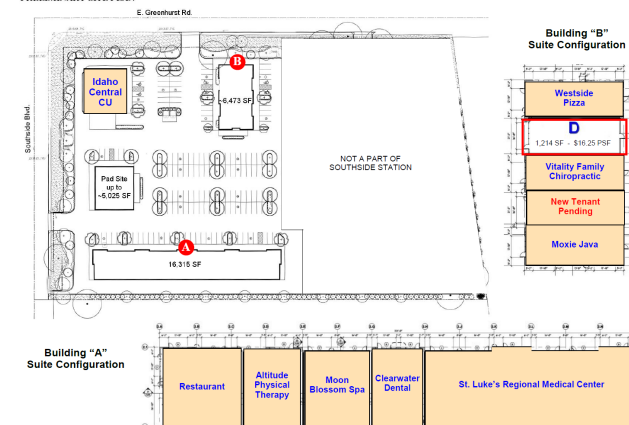 E. Greenhurst Rd.
Building “B”
Suite Configuration
Southside Blvd.
Idaho
Central
CU
B
~6,473 SF
Westside
Pizza
D
1,214 SF - $16.25 PSF
NOT A PART OF
SOUTHSIDE STATION
Vitality Family
Chiropractic
Pad Site
up to
~5,025 SF
New Tenant
Pending
Moxie Java
A
16,315 SF
Building “A”
Suite Configuration
Restaurant
Altitude
Physical
Therapy
Moon
Blossom Spa
Clearwater
Dental
St. Luke's Regional Medical Center